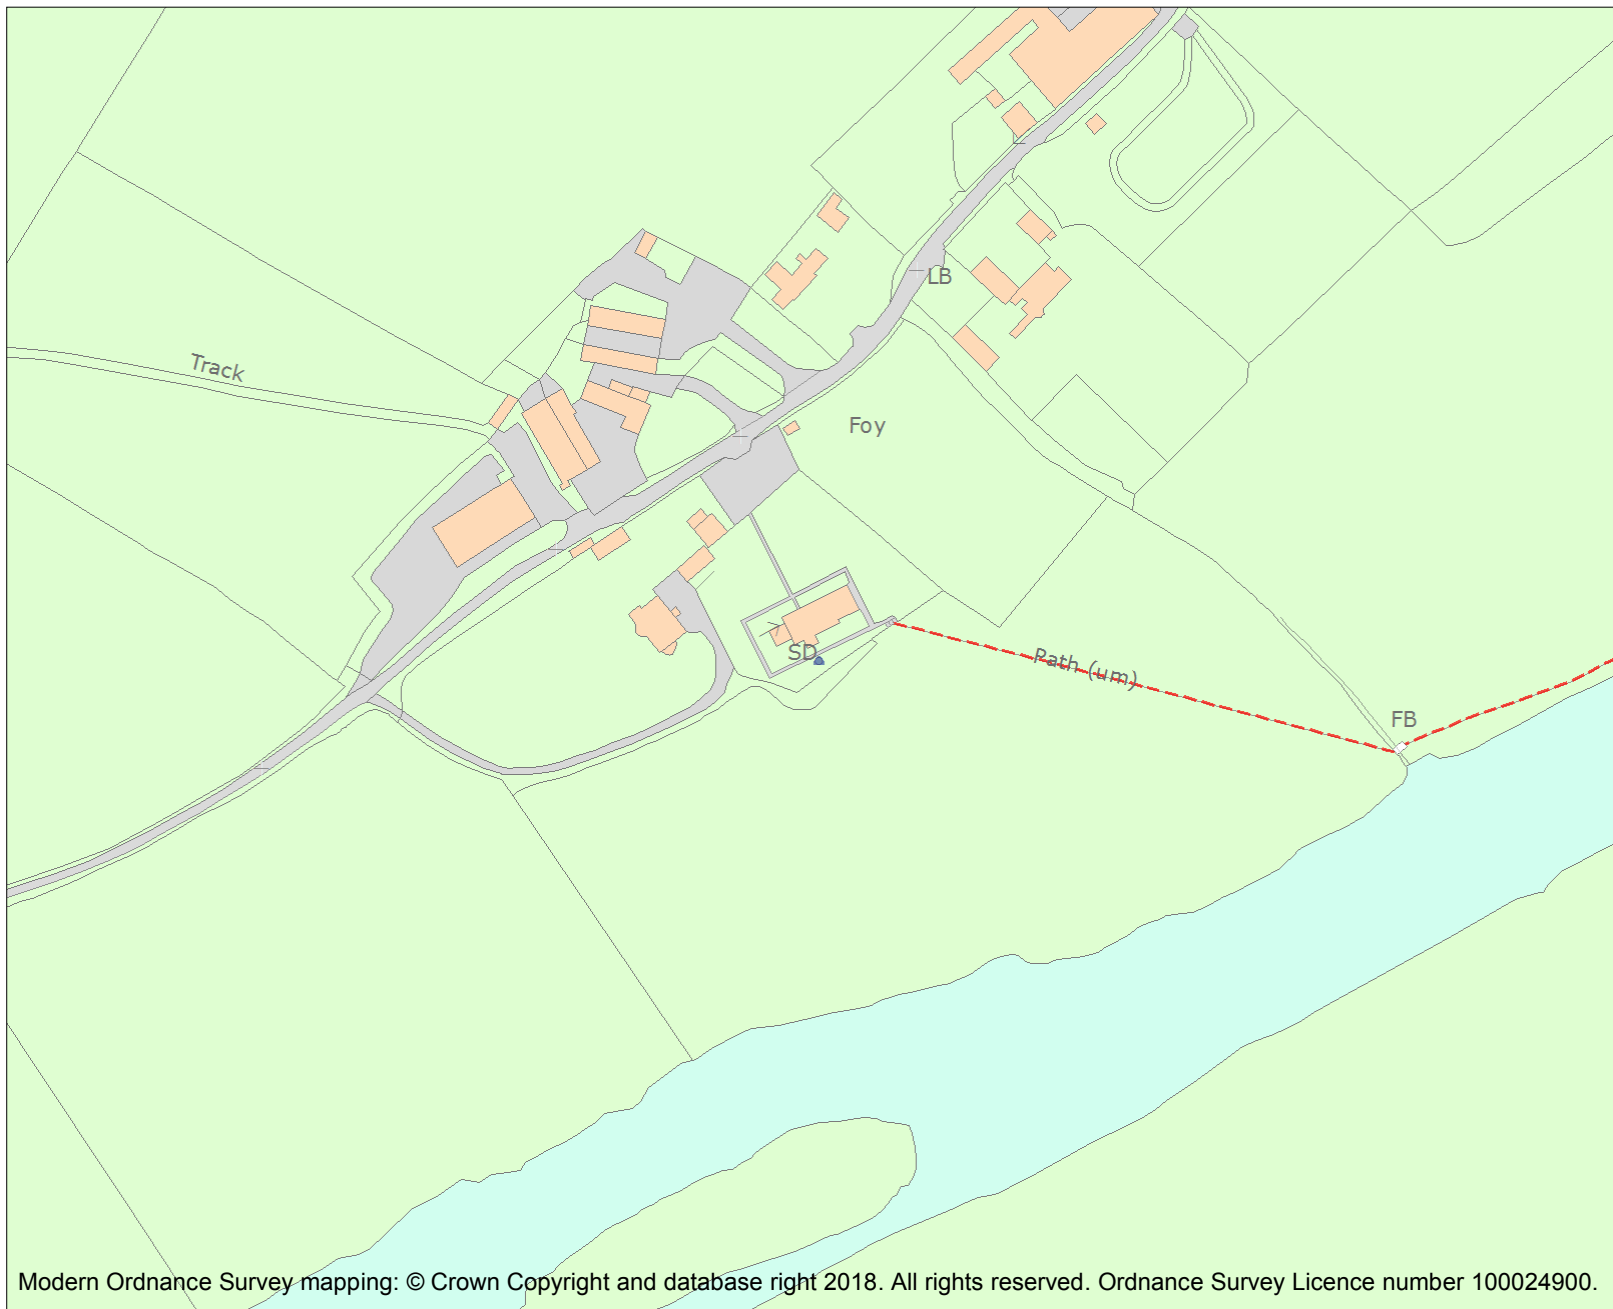 LB
Track
Foy
SD
Path (um)
FB
Modern Ordnance Survey mapping: © Crown Copyright and database right 2018. All rights reserved. Ordnance Survey Licence number 100024900.